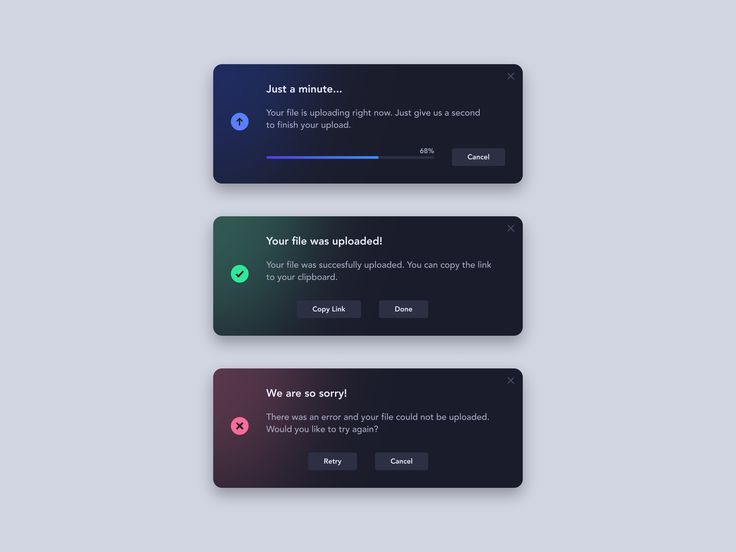 Just a minute...
Your file is uploading right now. Just give us a second
to finish your upload.
68%
Cancel
Your file was uploaded!
Your file was succesfully uploaded. You can copy the link
to your clipboard.
Copy Link
Done
We are so sorry!
There was an error and your file could not be uploaded.
Would you like to try again?
Retry
Cancel